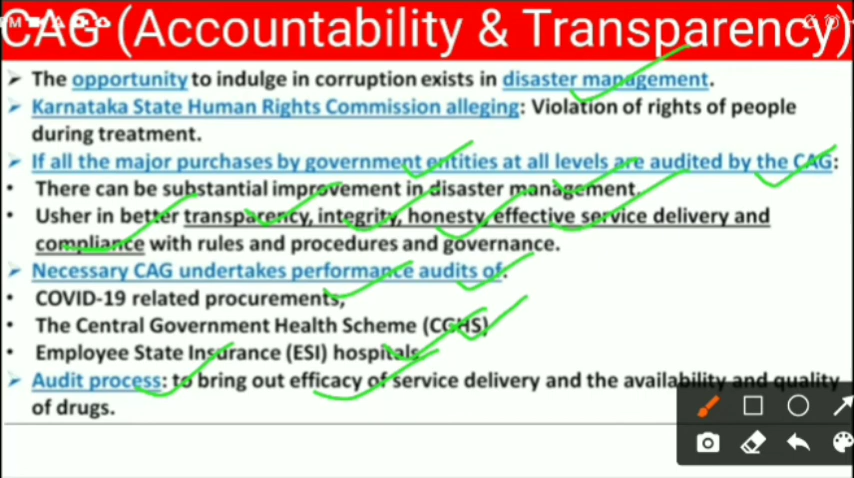 CAG (Accountability & Transparency)
➢ The opportunity to indulge in corruption exists in disaster management.
➢ Karnataka State Human Rights Commission alleging: Violation of rights of people
during treatment.
➢ If all the major purchases by government entities at all levels are audited by the CAG:
• There can be substantial improvement in disaster management.
• Usher in better transparency, integrity, honesty, effective service delivery and
compliance with rules and procedures and governance.
➢ Necessary CAG undertakes performance audits of:
• COVID-19 related procurements,
• The Central Government Health Scheme (CGHS)
• Employee State Insurance (ESI) hospitals
➢ Audit process: to bring out efficacy of service delivery and the availability and quality
of drugs.